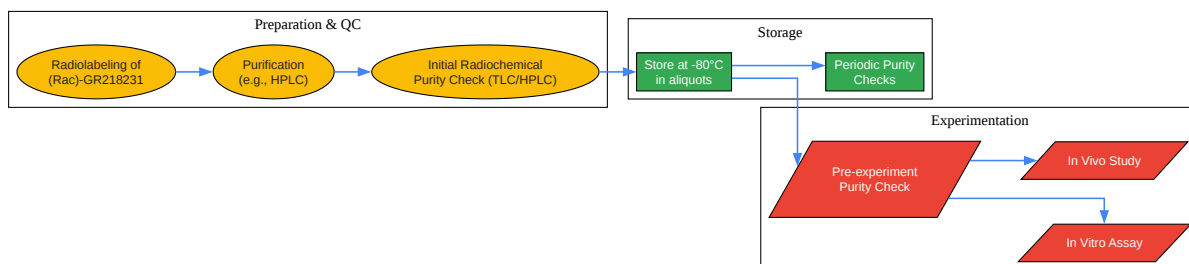 Preparation & QC
Radiolabeling of
(Rac)-GR218231
Purification
(e.g., HPLC)
Initial Radiochemical
Purity Check (TLC/HPLC)
Storage
Store at -80°C
in aliquots
Periodic Purity
Checks
Experimentation
Pre-experiment
Purity Check
In Vivo Study
In Vitro Assay